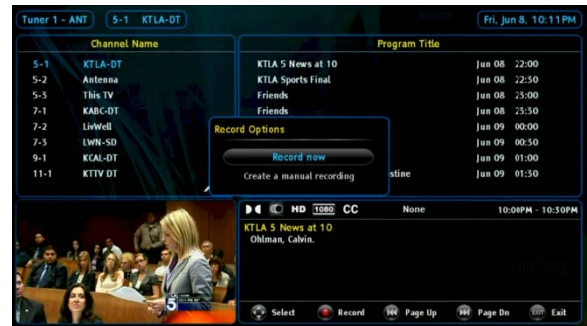 Tuner 1 - ANT 5-1 KTLA-DT Fri, Jun 8, 10:11PM
Channel Name Program Title
5-1 KTLA-DT KTLA 5 News at 10 Jun 08 22:00
5-2 Antenna KTLA Sports Final Jun 08 22:30
5-3 This TV Friends Jun 08 23:00
7-1 KABC-DT Friends Jun 08 23:30
7-2 LivWell Jun 09 00:00
7-3 LWN-SD Jun 09 00:30
9-1 KCAL-DT Jun 09 01:00
11-1 KTTV DT stine Jun 09 01:30
Record Options
Record now
Create a manual recording
HD 1080 CC None 10:00PM - 10:30PM
KTLA 5 News at 10
Ohlman, Calvin.
5
Select Record Page Up Page Dn EXIT Exit